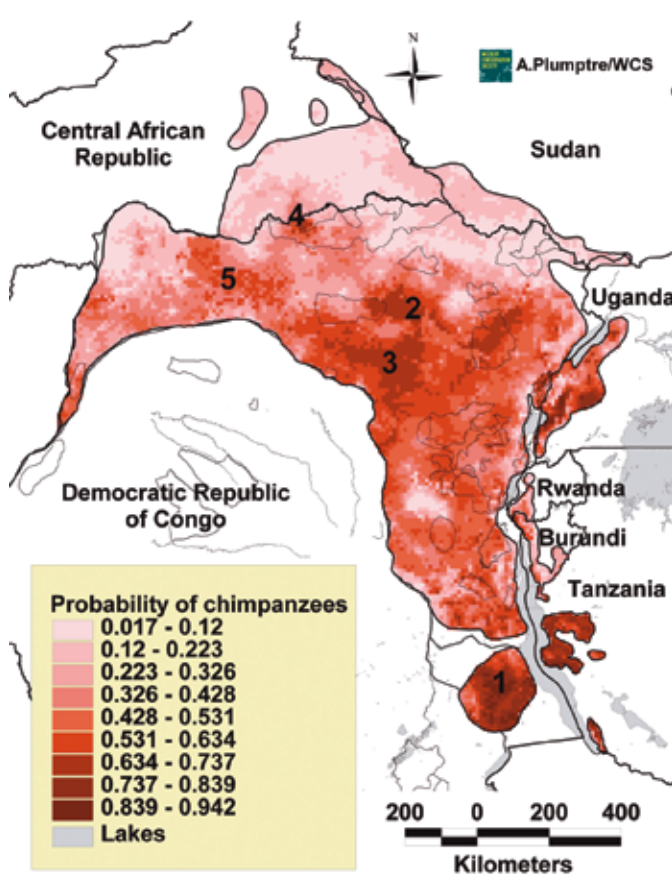 N
A.Plumptre/WCS
Central African
Republic
Sudan
4
5
2
Uganda
3
Democratic Republic
of Congo
Rwanda
Burundi
Tanzania
1
Probability of chimpanzees
0.017 - 0.12
0.12 - 0.223
0.223 - 0.326
0.326 - 0.428
0.428 - 0.531
0.531 - 0.634
0.634 - 0.737
0.737 - 0.839
0.839 - 0.942
Lakes
200 0 200 400
Kilometers